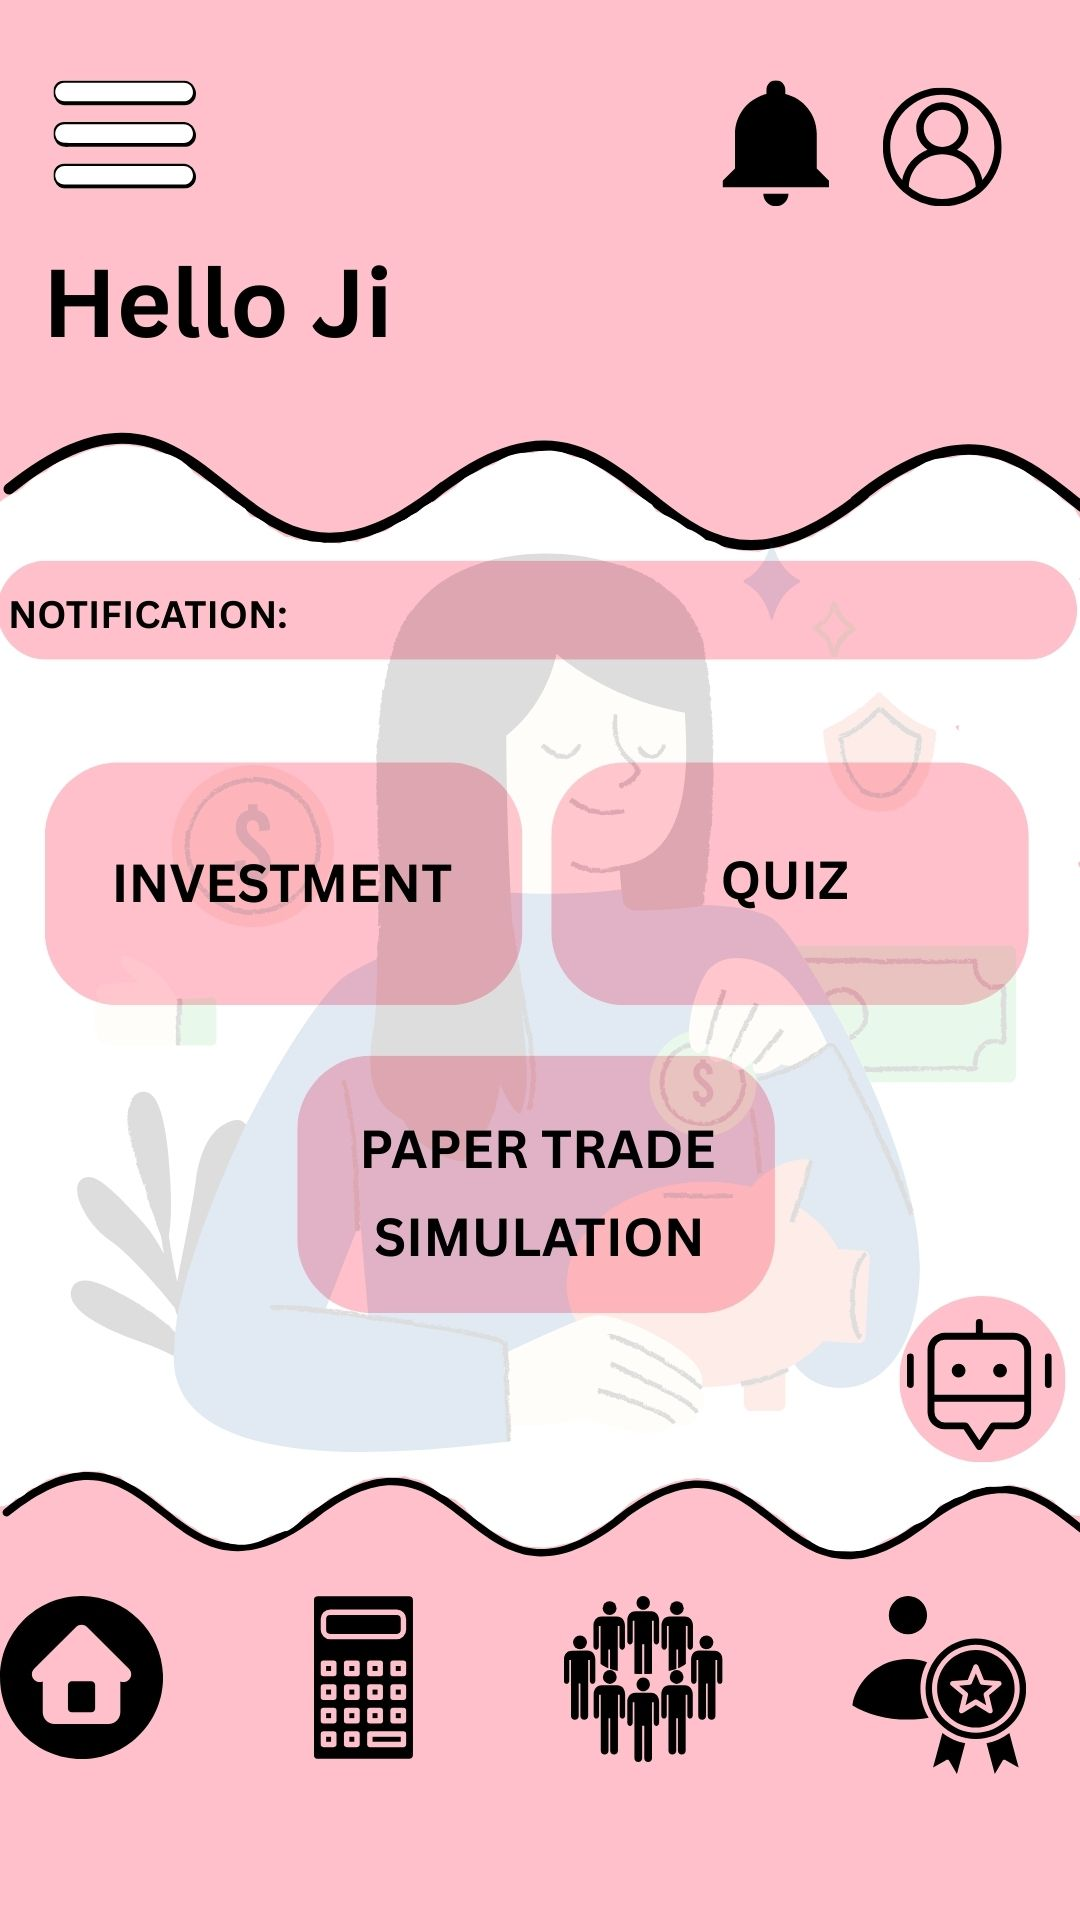 Hello Ji
NOTIFICATION:
$
INVESTMENT
QUIZ
$
PAPER TRADE
SIMULATION